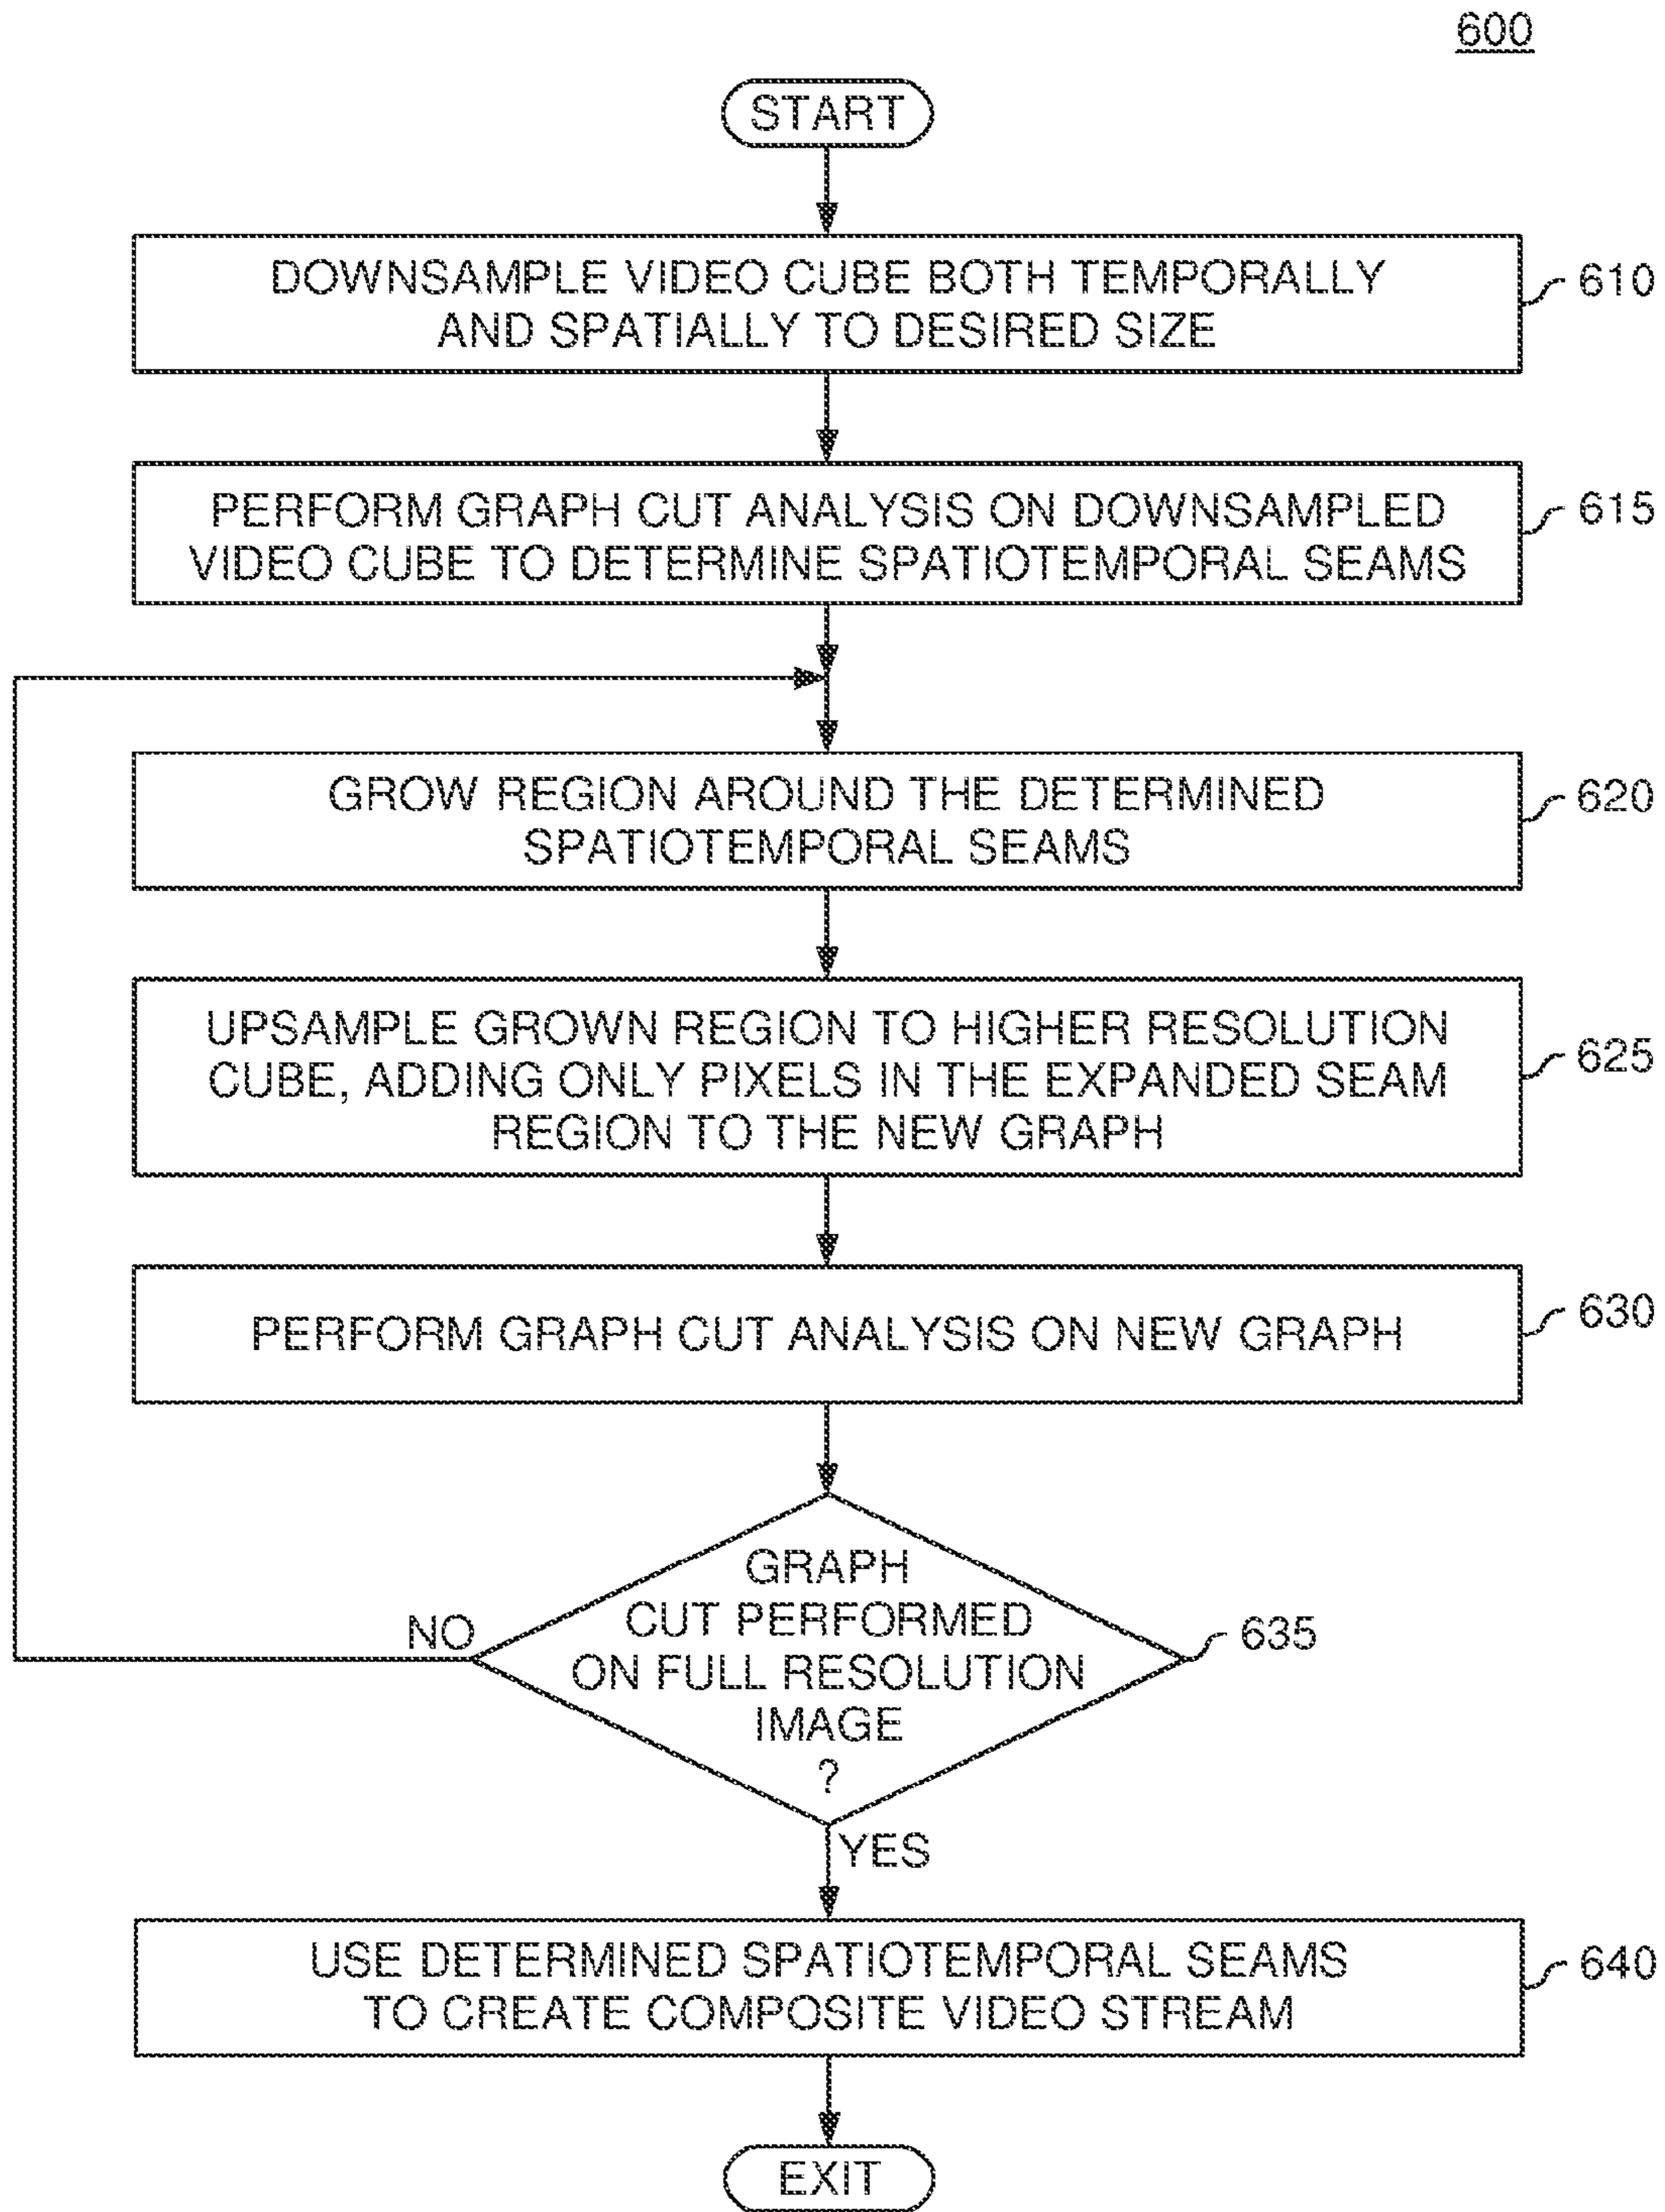 600
START
DOWNSAMPLE VIDEO CUBE BOTH TEMPORALLY
AND SPATIALLY TO DESIRED SIZE
610
PERFORM GRAPH CUT ANALYSIS ON DOWNSAMPLED
VIDEO CUBE TO DETERMINE SPATIOTEMPORAL SEAMS
615
GROW REGION AROUND THE DETERMINED
SPATIOTEMPORAL SEAMS
620
UPSAMPLE GROWN REGION TO HIGHER RESOLUTION
CUBE, ADDING ONLY PIXELS IN THE EXPANDED SEAM
REGION TO THE NEW GRAPH
625
PERFORM GRAPH CUT ANALYSIS ON NEW GRAPH
630
GRAPH
CUT PERFORMED
ON FULL RESOLUTION
IMAGE
?
NO
635
YES
USE DETERMINED SPATIOTEMPORAL SEAMS
TO CREATE COMPOSITE VIDEO STREAM
640
EXIT